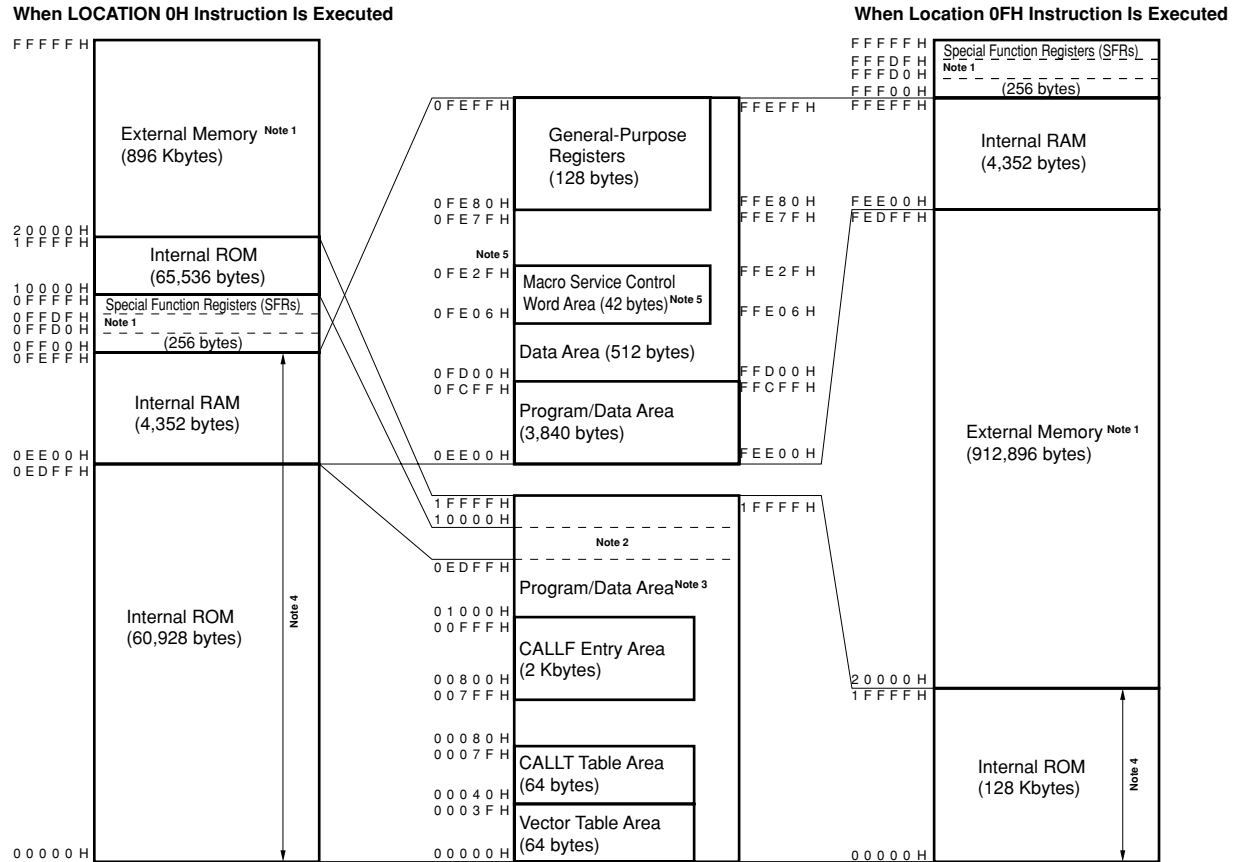 When LOCATION 0H Instruction Is Executed
When Location 0FH Instruction Is Executed
FFFFFH
External Memory Note 1
(896 Kbytes)
20000H
1FFFFH
Internal ROM
(65,536 bytes)
10000H
0FFFFH
Special Function Registers (SFRs)
0FFDFH
Note 1
0FFD0H
0FF00H
(256 bytes)
0FEFFH
Internal RAM
(4,352 bytes)
0EE00H
0EDFFH
Internal ROM
(60,928 bytes)
Note 4
00000H
0FEFFH
FFEFFH
General-Purpose
Registers
(128 bytes)
0FE80H
FFE80H
0FE7FH
FFE7FH
Note 5
0FE2FH
FFE2FH
Macro Service Control
Word Area (42 bytes) Note 5
0FE06H
FFE06H
Data Area (512 bytes)
0FD00H
FFD00H
0FCFFH
FFCFFH
Program/Data Area
(3,840 bytes)
0EE00H
FEE00H
1FFFFH
1FFFFH
10000H
Note 2
0EDFFH
Program/Data Area Note 3
01000H
00FFFH
CALLF Entry Area
(2 Kbytes)
00800H
007FFH
00080H
0007FH
CALLT Table Area
(64 bytes)
00040H
0003FH
Vector Table Area
(64 bytes)
00000H
FFFFFH
Special Function Registers (SFRs)
FFFDFH
Note 1
FFFD0H
FFF00H
(256 bytes)
FFEFFH
Internal RAM
(4,352 bytes)
FEE00H
FEDFFH
External Memory Note 1
(912,896 bytes)
20000H
1FFFFH
Internal ROM
(128 Kbytes)
Note 4
00000H